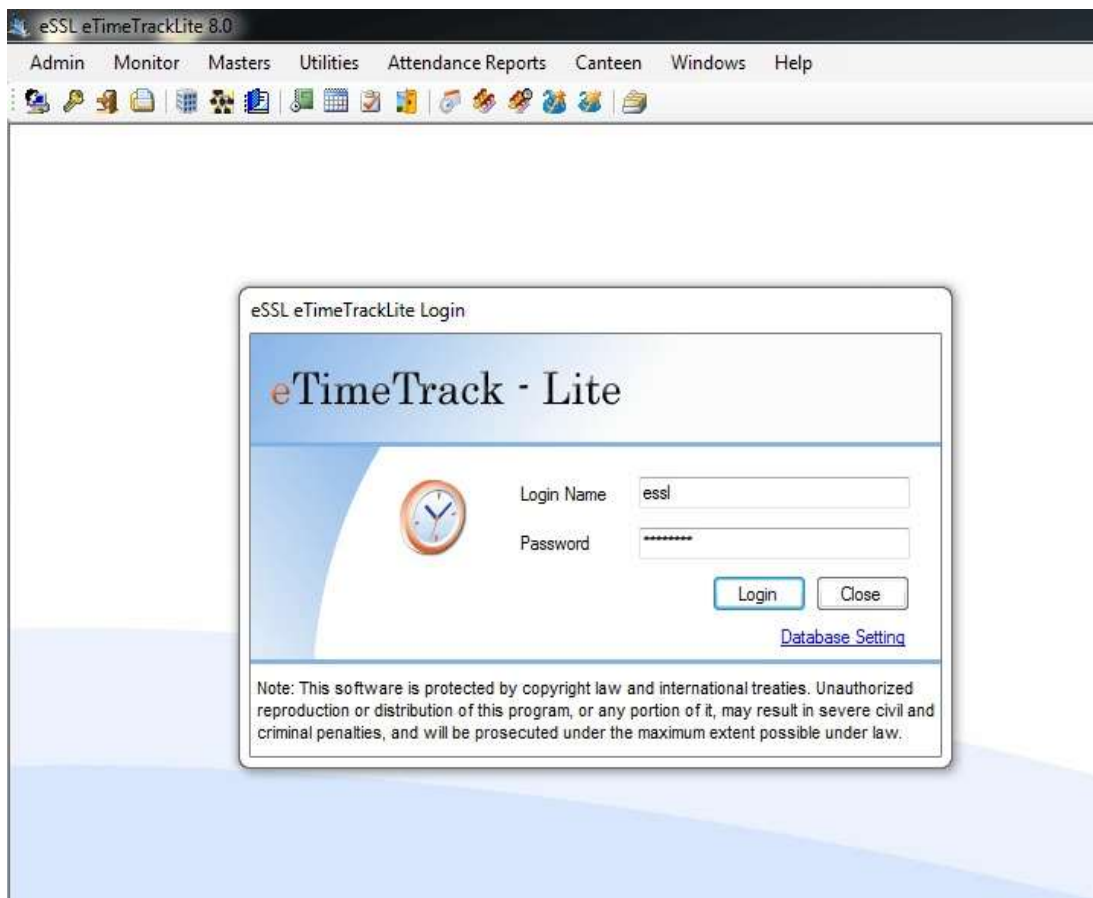 eSSL eTimeTrackLite 8.0
Admin Monitor Masters Utilities Attendance Reports Canteen Windows Help
eSSL eTimeTrackLite Login
eTimeTrack - Lite
Login Name essl
Password ********
Login Close
Database Setting
Note: This software is protected by copyright law and international treaties. Unauthorized
reproduction or distribution of this program, or any portion of it, may result in severe civil and
criminal penalties, and will be prosecuted under the maximum extent possible under law.